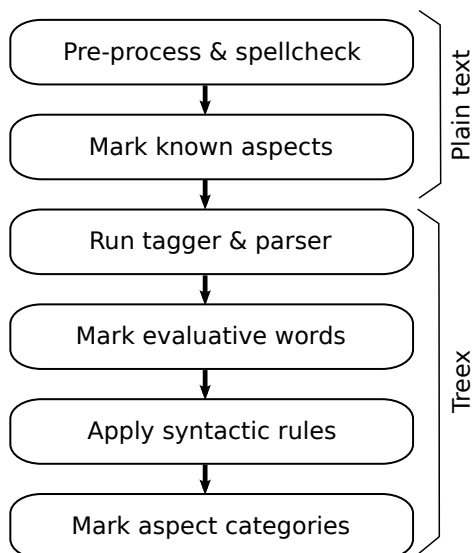 Pre-process & spellcheck
Mark known aspects
Plain text
Run tagger & parser
Mark evaluative words
Apply syntactic rules
Mark aspect categories
Treex